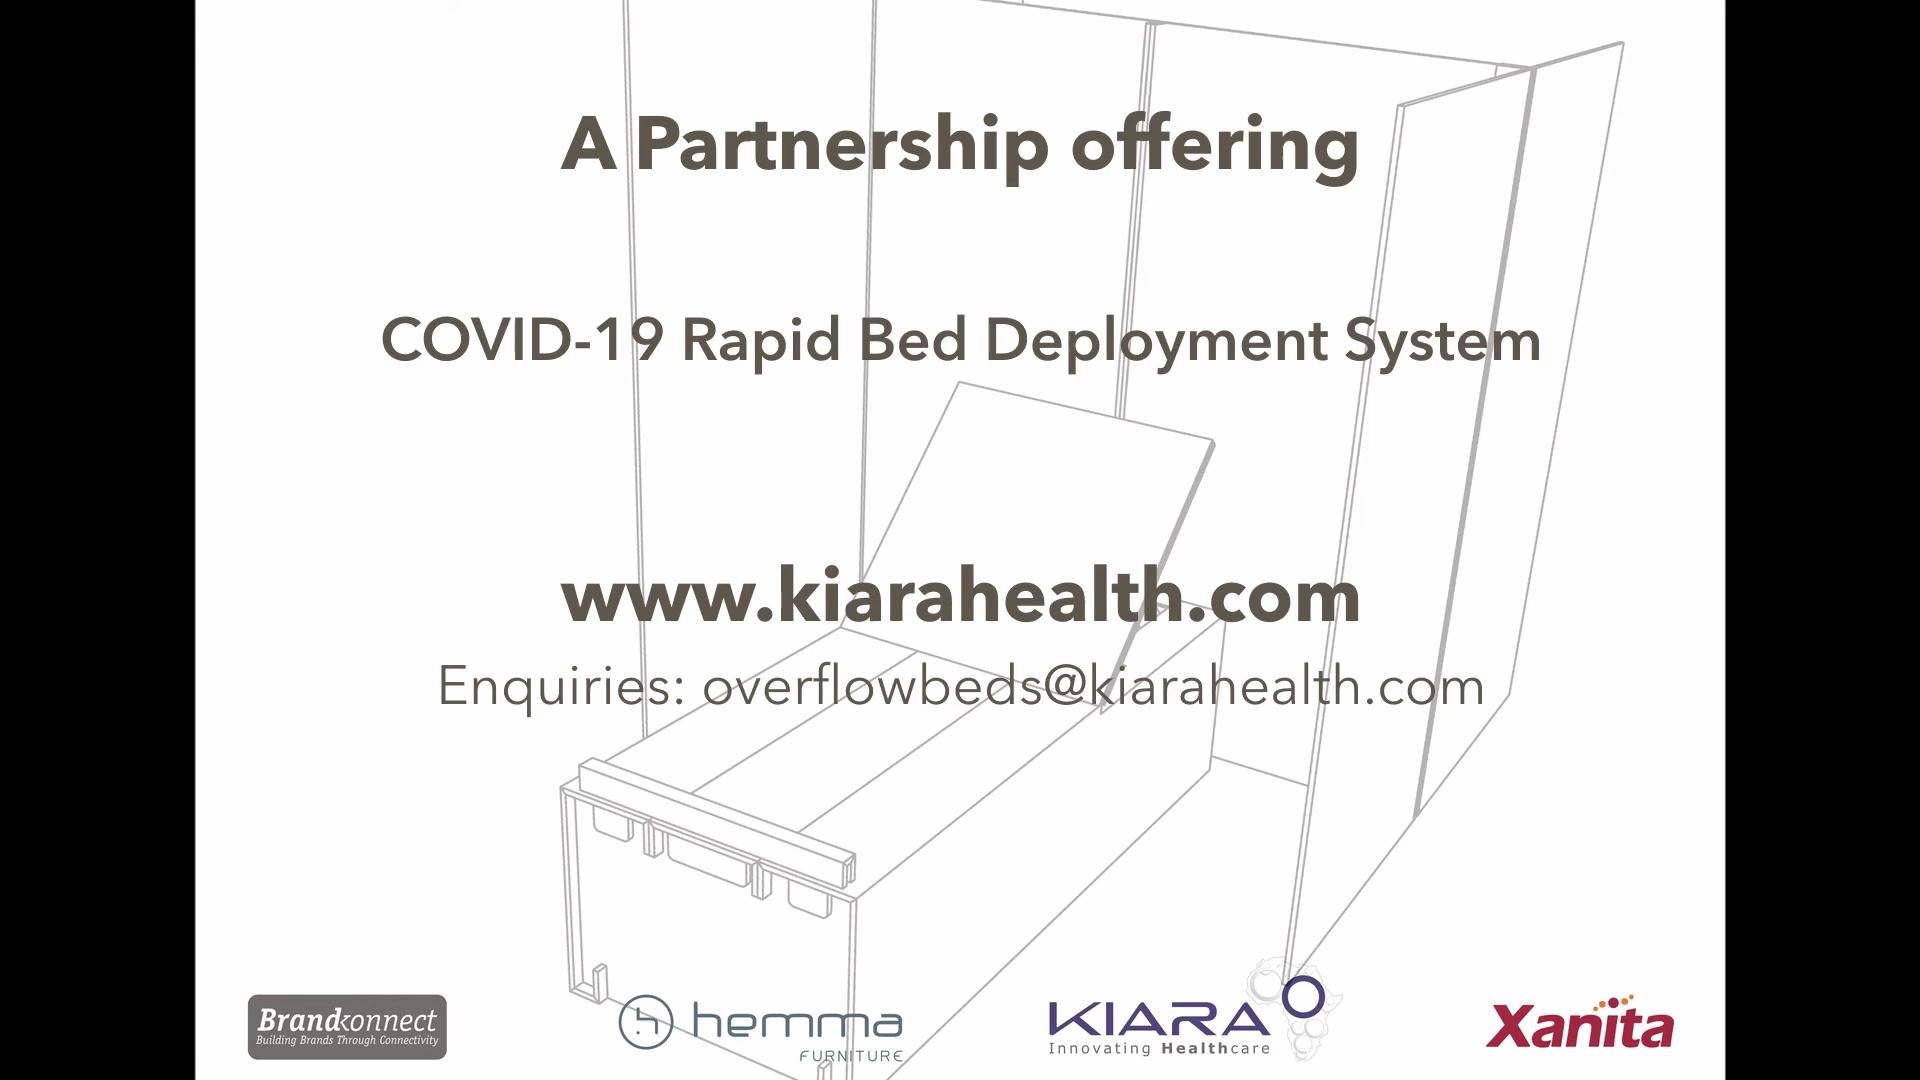 A Partnership offering
COVID-19 Rapid Bed Deployment System
www.kiarahealth.com
Enquiries: overflowbeds@kiarahealth.com
Brandkonnect
Building Brands Through Connectivity
hemma
FURNITURE
KIARA
Innovating Healthcare
Xanita